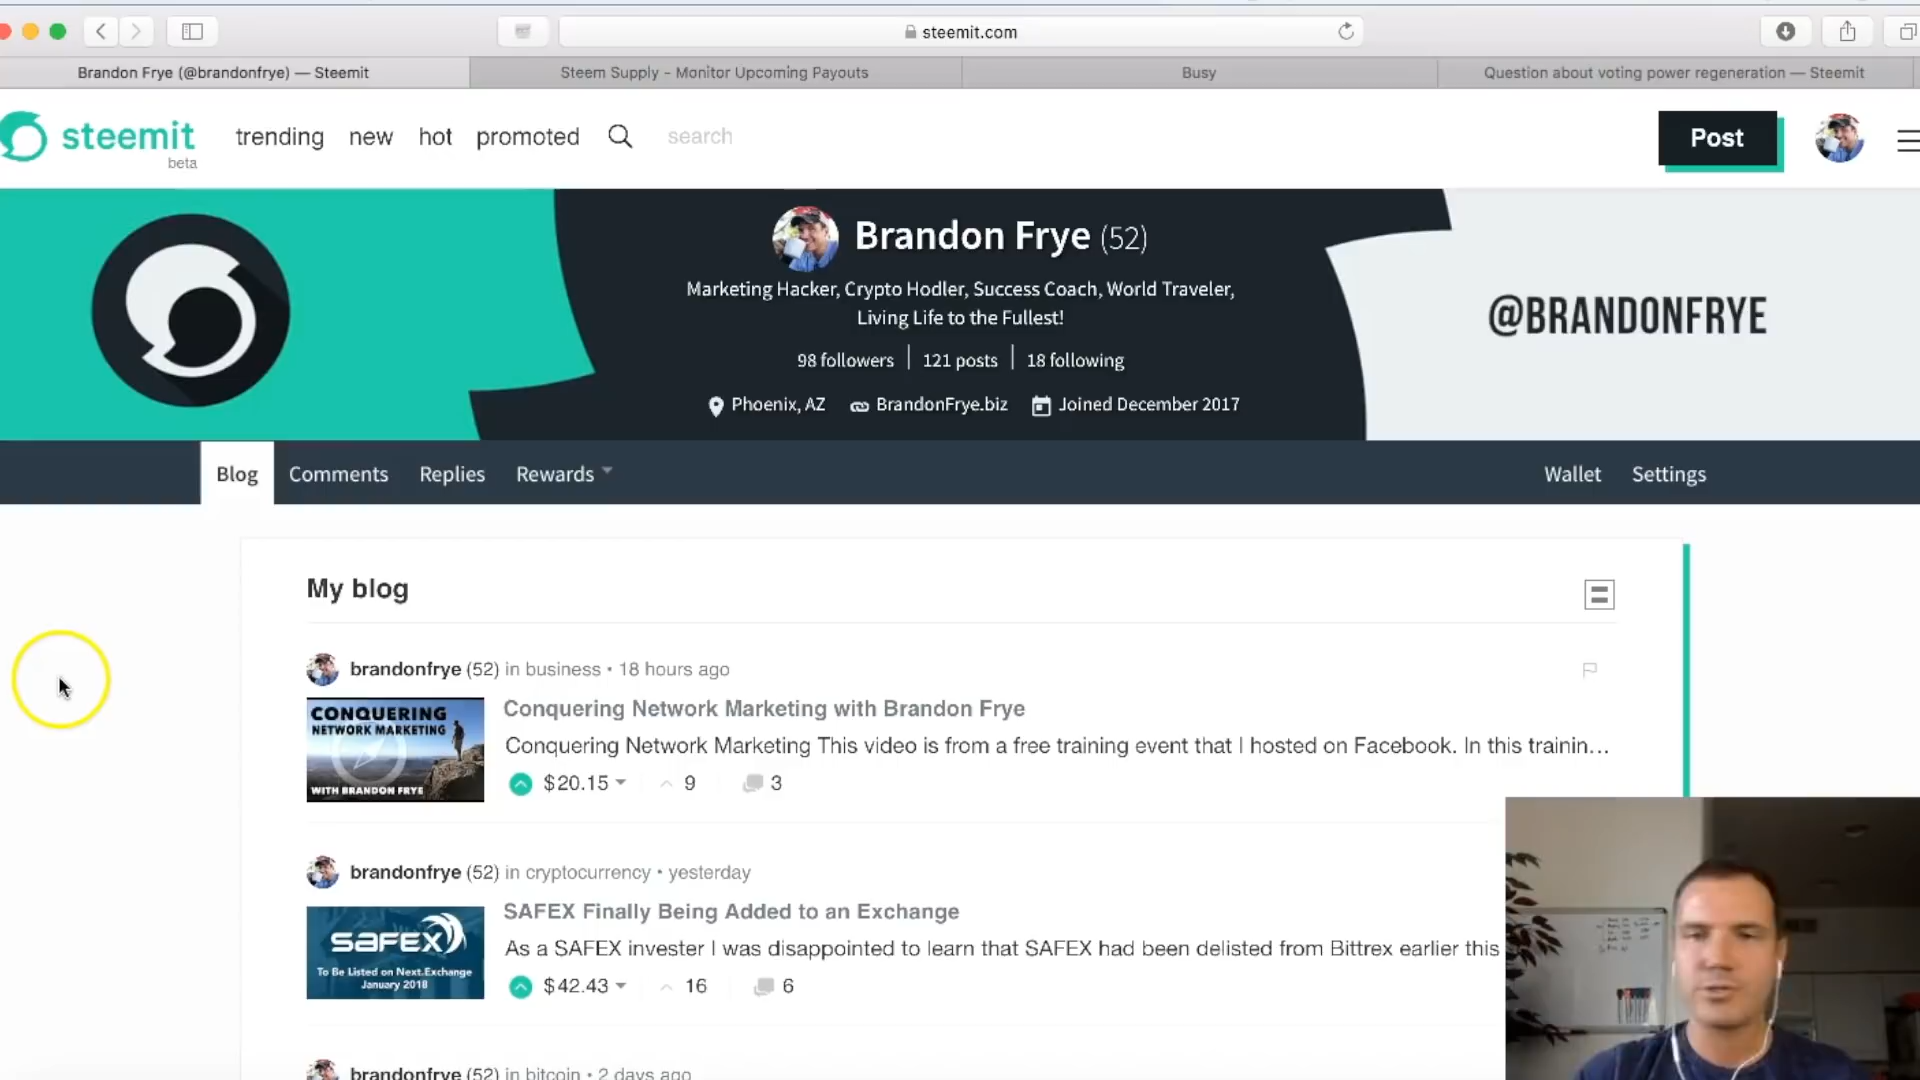 steemit.com
Brandon Frye (@brandonfrye) — Steemit
Steem Supply - Monitor Upcoming Payouts
Busy
Question about voting power regeneration — Steemit
steemit
beta
trending new hot promoted search
Post
Brandon Frye (52)
Marketing Hacker, Crypto Hodler, Success Coach, World Traveler,
Living Life to the Fullest!
98 followers 121 posts 18 following
Phoenix, AZ BrandonFrye.biz Joined December 2017
@BRANDONFRYE
Blog Comments Replies Rewards Wallet Settings
My blog
brandonfrye (52) in business • 18 hours ago
CONQUERING
NETWORK MARKETING
WITH BRANDON FRYE
Conquering Network Marketing with Brandon Frye
Conquering Network Marketing This video is from a free training event that I hosted on Facebook. In this trainin...
$20.15 9 3
brandonfrye (52) in cryptocurrency • yesterday
SAFEX
To Be Listed on Next.Exchange
January 2018
SAFEX Finally Being Added to an Exchange
As a SAFEX investor I was disappointed to learn that SAFEX had been delisted from Bittrex earlier this
$42.43 16 6
brandonfrye (52) in bitcoin • 2 days ago